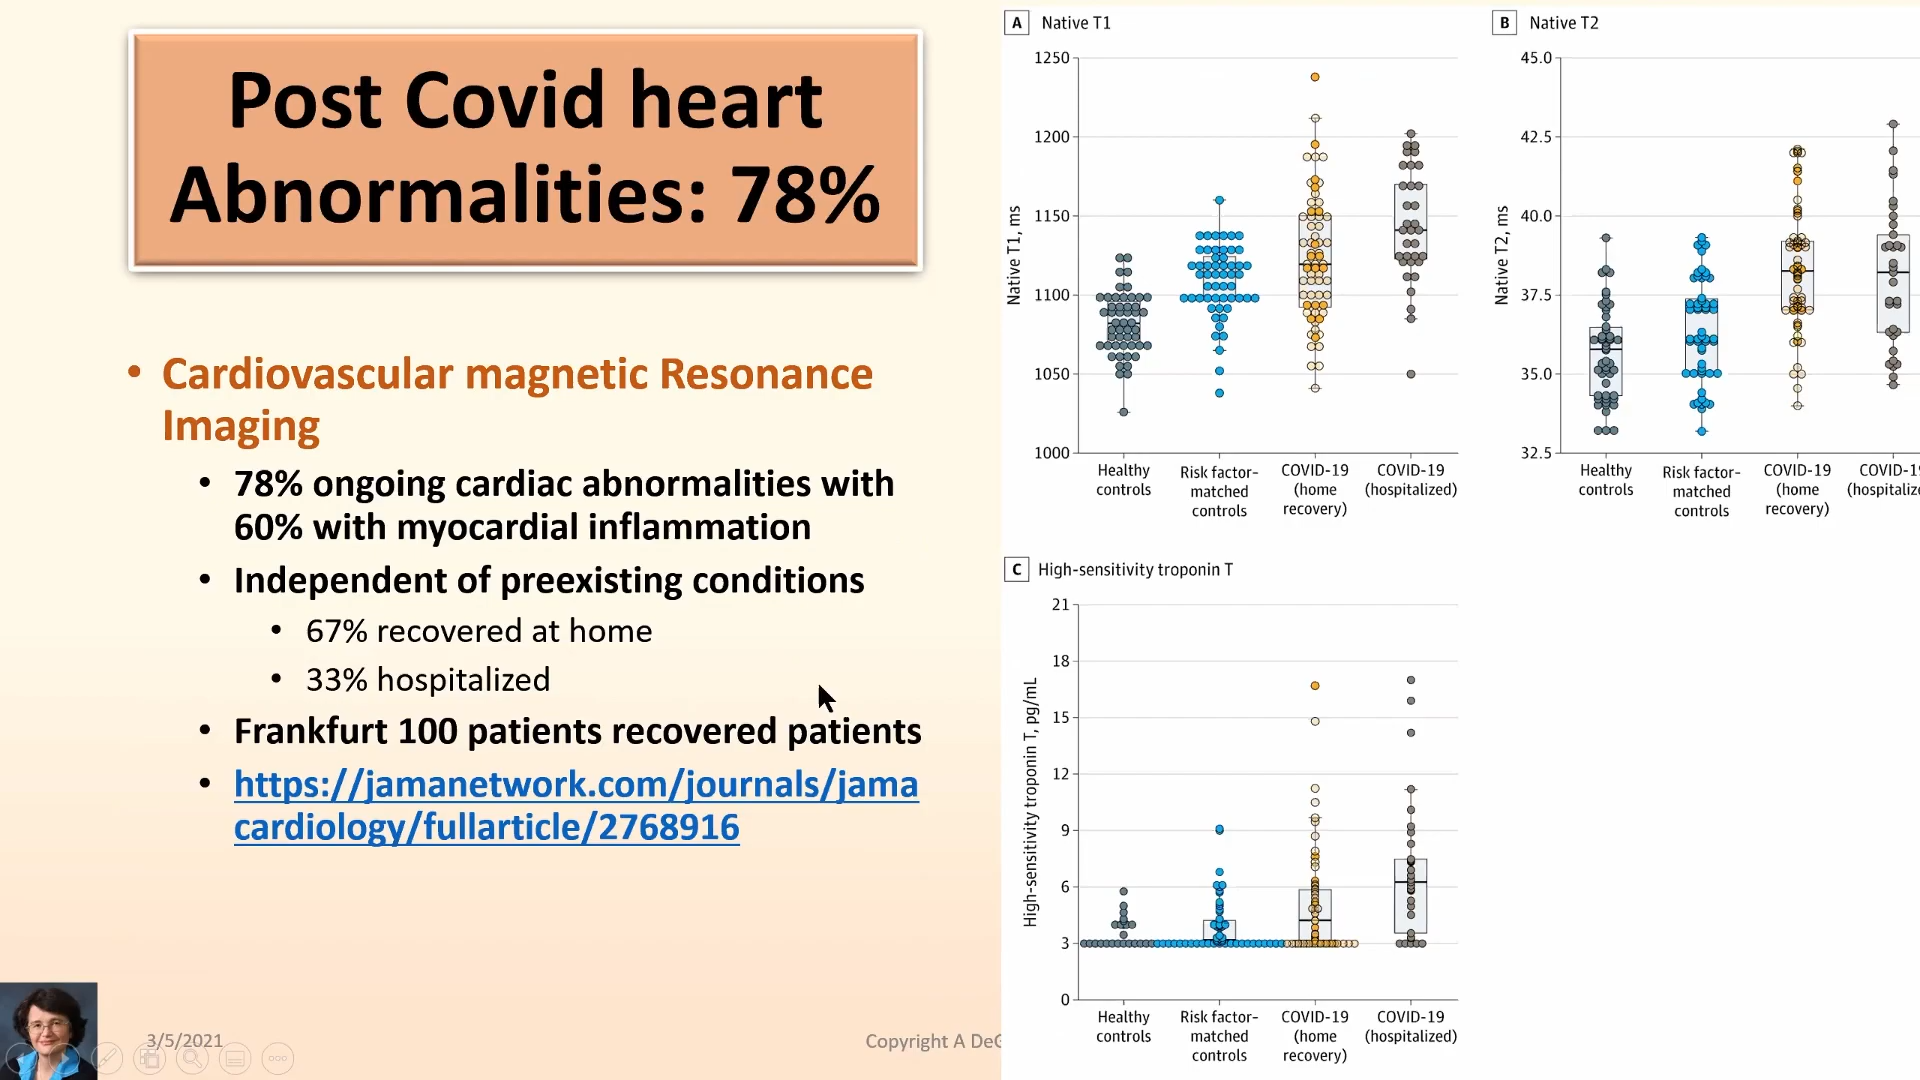 Post Covid heart
Abnormalities: 78%
• Cardiovascular magnetic Resonance
Imaging
• 78% ongoing cardiac abnormalities with
60% with myocardial inflammation
• Independent of preexisting conditions
• 67% recovered at home
• 33% hospitalized
• Frankfurt 100 patients recovered patients
• https://jamanetwork.com/journals/jama
cardiology/fullarticle/2768916
3/5/2021
Copyright A De
A Native T1
Native T1, ms
1250
1200
1150
1100
1050
1000
Healthy
controls
Risk factor-
matched
controls
COVID-19
(home
recovery)
COVID-19
(hospitalized)
B Native T2
Native T2, ms
45.0
42.5
40.0
37.5
35.0
32.5
Healthy
controls
Risk factor-
matched
controls
COVID-19
(home
recovery)
COVID-19
(hospitalize
C High-sensitivity troponin T
High-sensitivity troponin T, pg/mL
21
18
15
12
9
6
3
0
Healthy
controls
Risk factor-
matched
controls
COVID-19
(home
recovery)
COVID-19
(hospitalized)